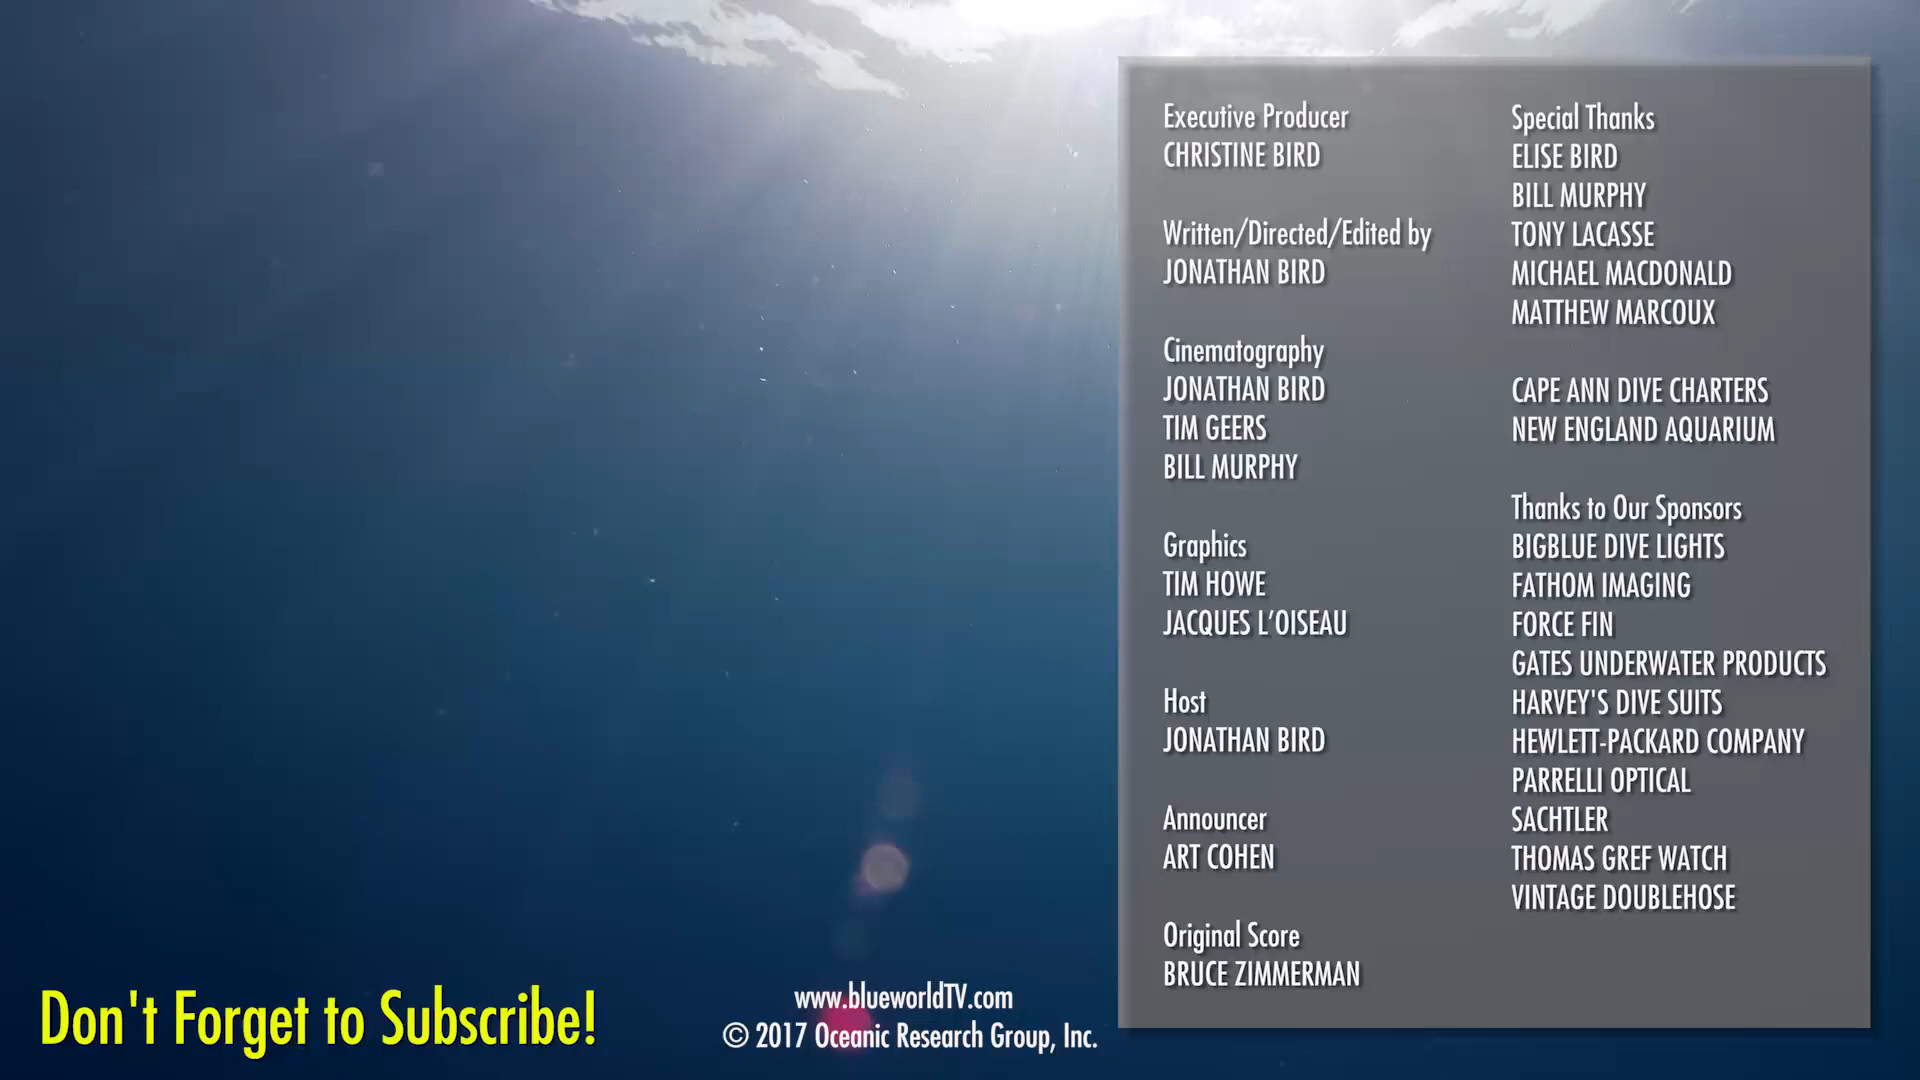 Executive Producer
CHRISTINE BIRD
Written/Directed/Edited by
JONATHAN BIRD
Cinematography
JONATHAN BIRD
TIM GEERS
BILL MURPHY
Graphics
TIM HOWE
JACQUES L’OISEAU
Host
JONATHAN BIRD
Announcer
ART COHEN
Original Score
BRUCE ZIMMERMAN
Special Thanks
ELISE BIRD
BILL MURPHY
TONY LACASSE
MICHAEL MACDONALD
MATTHEW MARCOUX
CAPE ANN DIVE CHARTERS
NEW ENGLAND AQUARIUM
Thanks to Our Sponsors
BIGBLUE DIVE LIGHTS
FATHOM IMAGING
FORCE FIN
GATES UNDERWATER PRODUCTS
HARVEY'S DIVE SUITS
HEWLETT-PACKARD COMPANY
PARRELLI OPTICAL
SACHTLER
THOMAS GREF WATCH
VINTAGE DOUBLEHOSE
Don't Forget to Subscribe!
www.blueworldTV.com
© 2017 Oceanic Research Group, Inc.